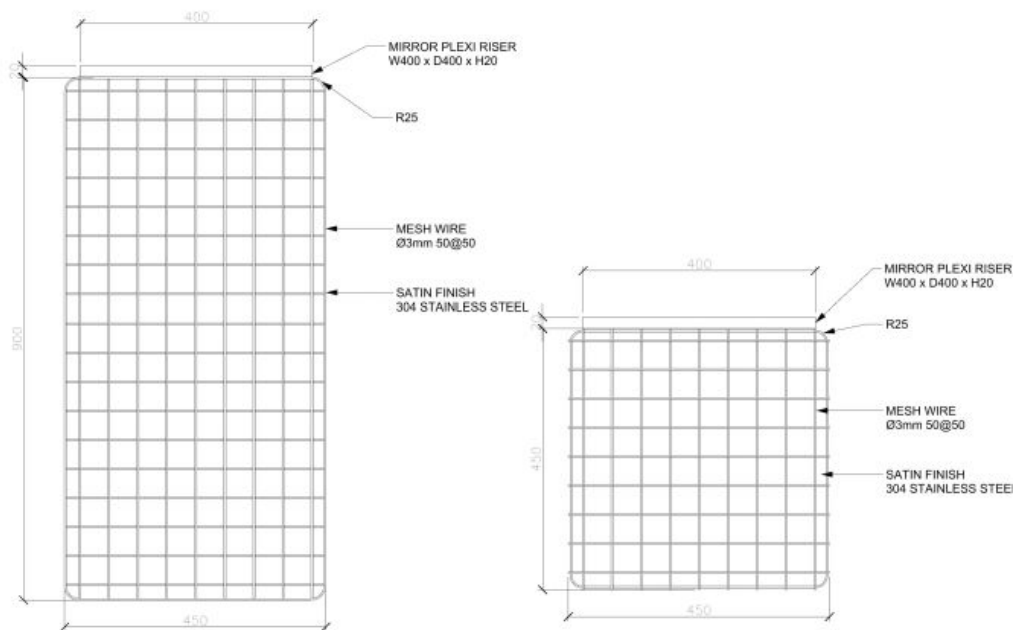 400
MIRROR PLEXI RISER
W400 x D400 x H20
20
R25
MESH WIRE
Ø3mm 50@50
SATIN FINISH
304 STAINLESS STEEL
900
450
400
MIRROR PLEXI RISER
W400 x D400 x H20
20
R25
MESH WIRE
Ø3mm 50@50
450
SATIN FINISH
304 STAINLESS STEE
450